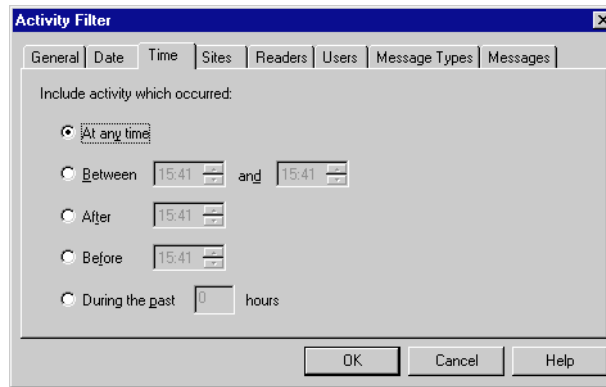 Activity Filter
General Date Time Sites Readers Users Message Types Messages
Include activity which occurred:
At any time
Between 15:41 and 15:41
After 15:41
Before 15:41
During the past 0 hours
OK Cancel Help